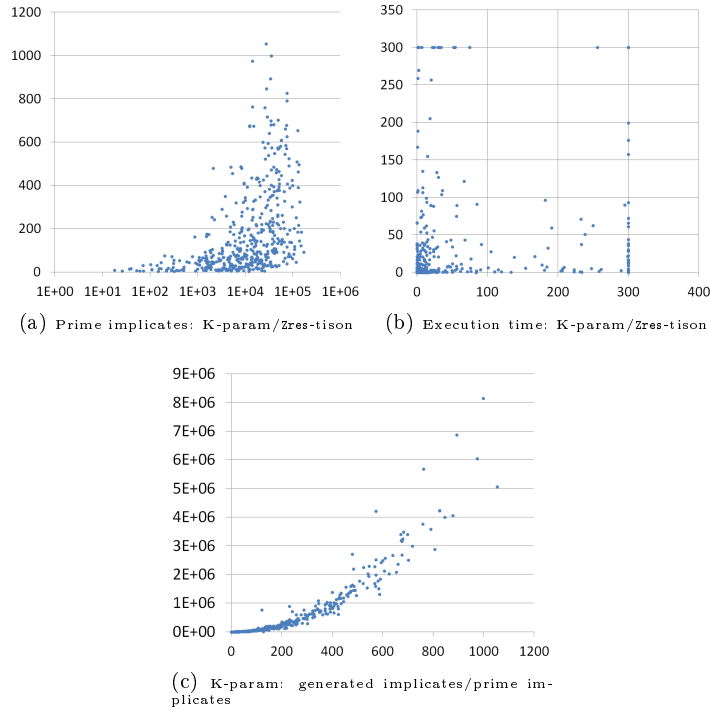 1200
1000
800
600
400
200
0
1E+00 1E+01 1E+02 1E+03 1E+04 1E+05 1E+06
(a) Prime implicates: K-param/Zres-tison
350
300
250
200
150
100
50
0
0 100 200 300 400
(b) Execution time: K-param/Zres-tison
9E+06
8E+06
7E+06
6E+06
5E+06
4E+06
3E+06
2E+06
1E+06
0E+00
0 200 400 600 800 1000 1200
(c) K-param: generated implicates/prime im-
plicates